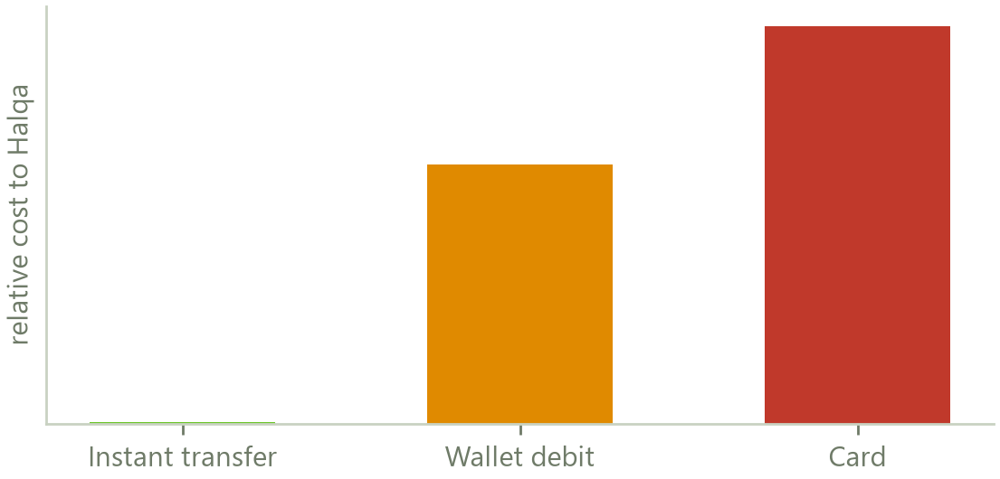 relative cost to Halqa
Instant transfer
Wallet debit
Card